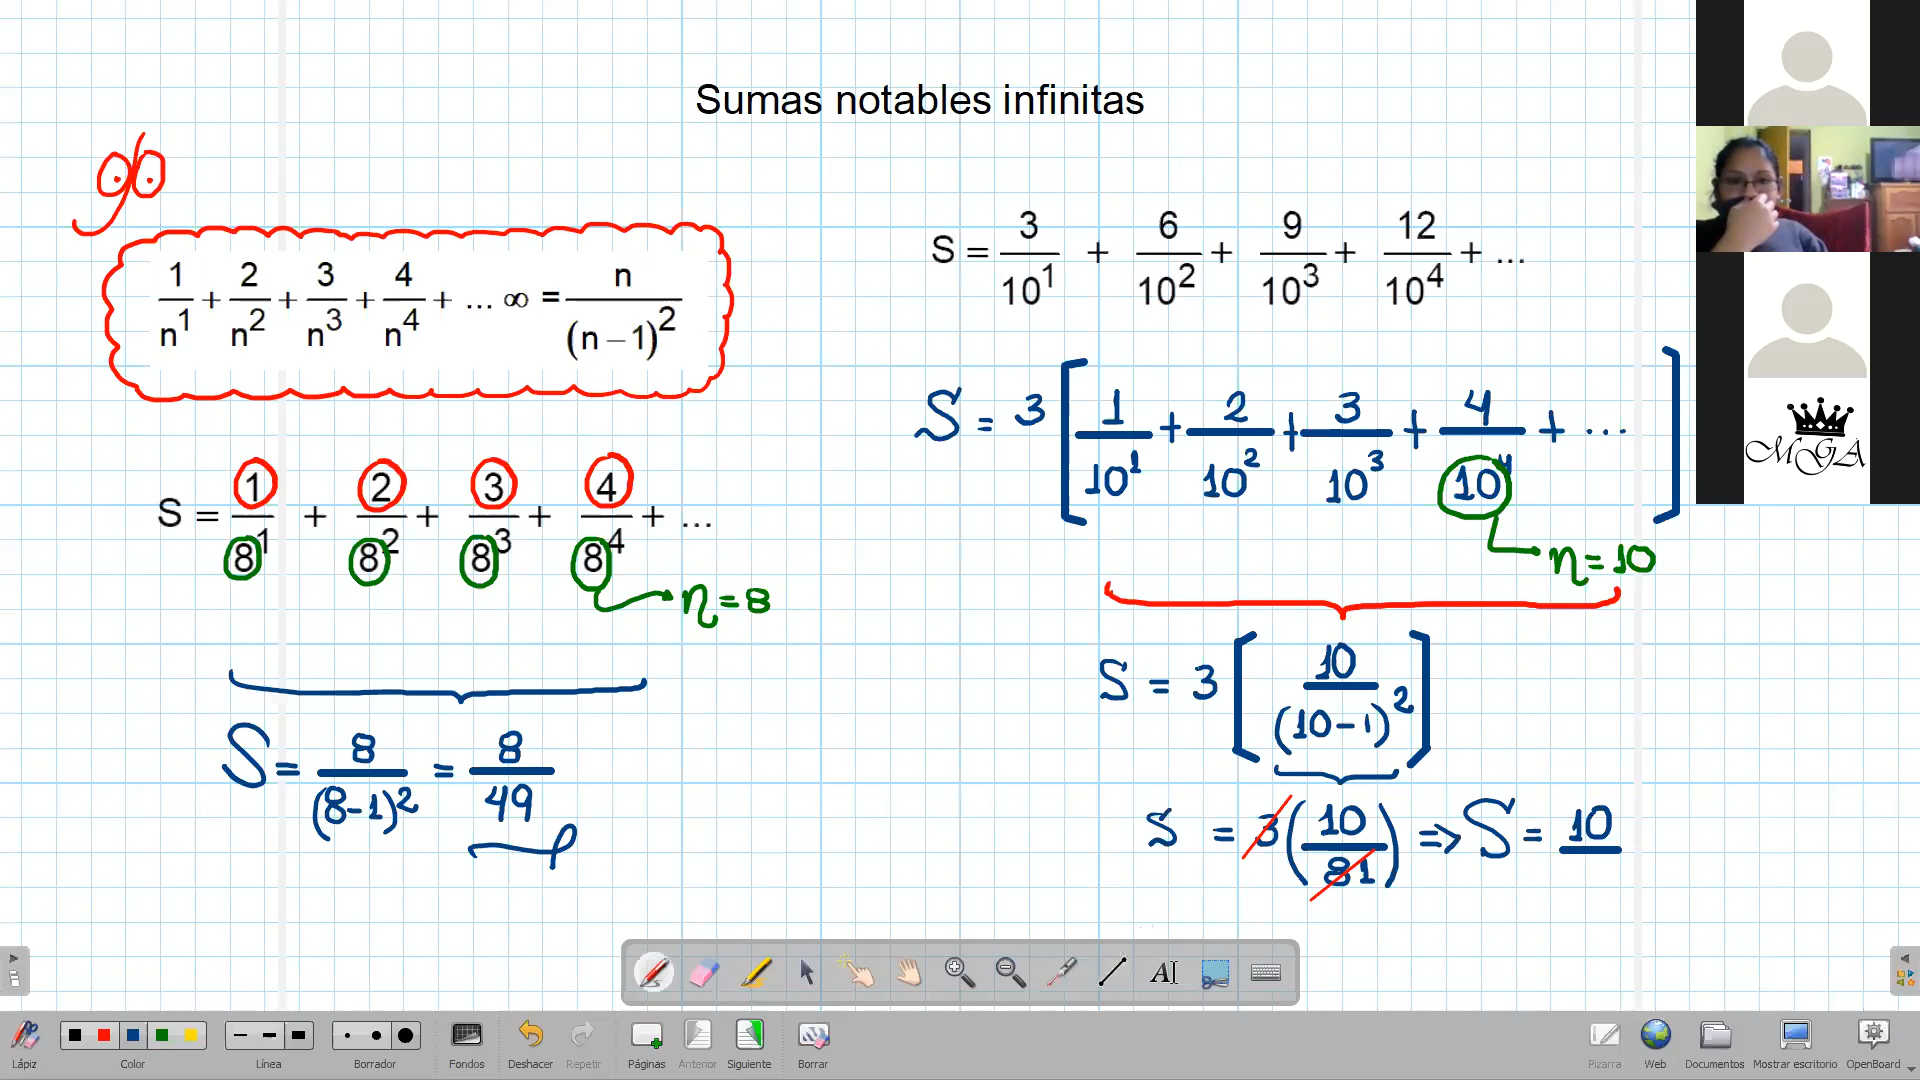 Sumas notables infinitas
1/n^1 + 2/n^2 + 3/n^3 + 4/n^4 + ... ∞ = n/(n – 1)^2
S = 1/8^1 + 2/8^2 + 3/8^3 + 4/8^4 + ...
n = 8
S = 8/(8-1)^2 = 8/49
S = 3/10^1 + 6/10^2 + 9/10^3 + 12/10^4 + ...
S = 3 [ 1/10^1 + 2/10^2 + 3/10^3 + 4/10^4 + ... ]
n = 10
S = 3 [ 10/(10-1)^2 ]
S = 3 (10/81) => S = 10
MGA
Lápiz
Color
Línea
Borrador
Fondos
Deshacer
Repetir
Páginas
Anterior
Siguiente
Borrar
Pizarra
Web
Documentos
Mostrar escritorio
OpenBoard